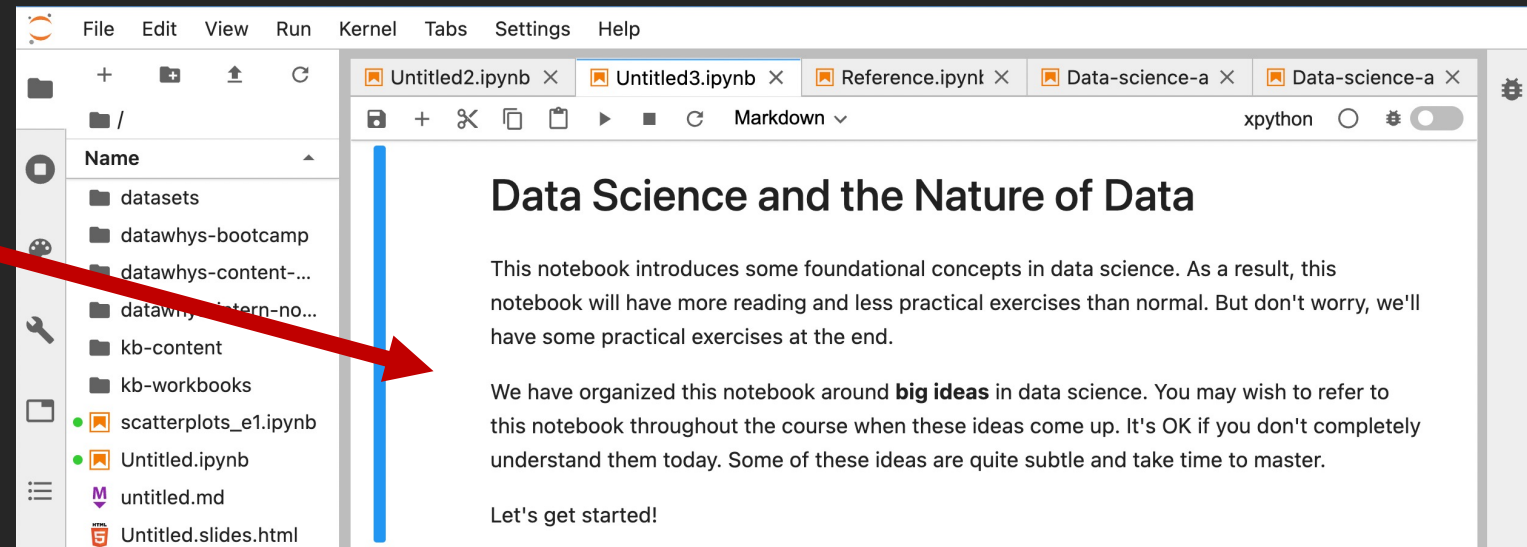 File Edit View Run Kernel Tabs Settings Help
Untitled2.ipynb Untitled3.ipynb Reference.ipynb Data-science-a Data-science-a
/
Markdown xpython
Name
datasets
datawhys-bootcamp
datawhys-content-...
datawhys-intern-no...
kb-content
kb-workbooks
scatterplots_e1.ipynb
Untitled.ipynb
untitled.md
Untitled.slides.html
Data Science and the Nature of Data
This notebook introduces some foundational concepts in data science. As a result, this
notebook will have more reading and less practical exercises than normal. But don't worry, we'll
have some practical exercises at the end.
We have organized this notebook around big ideas in data science. You may wish to refer to
this notebook throughout the course when these ideas come up. It's OK if you don't completely
understand them today. Some of these ideas are quite subtle and take time to master.
Let's get started!